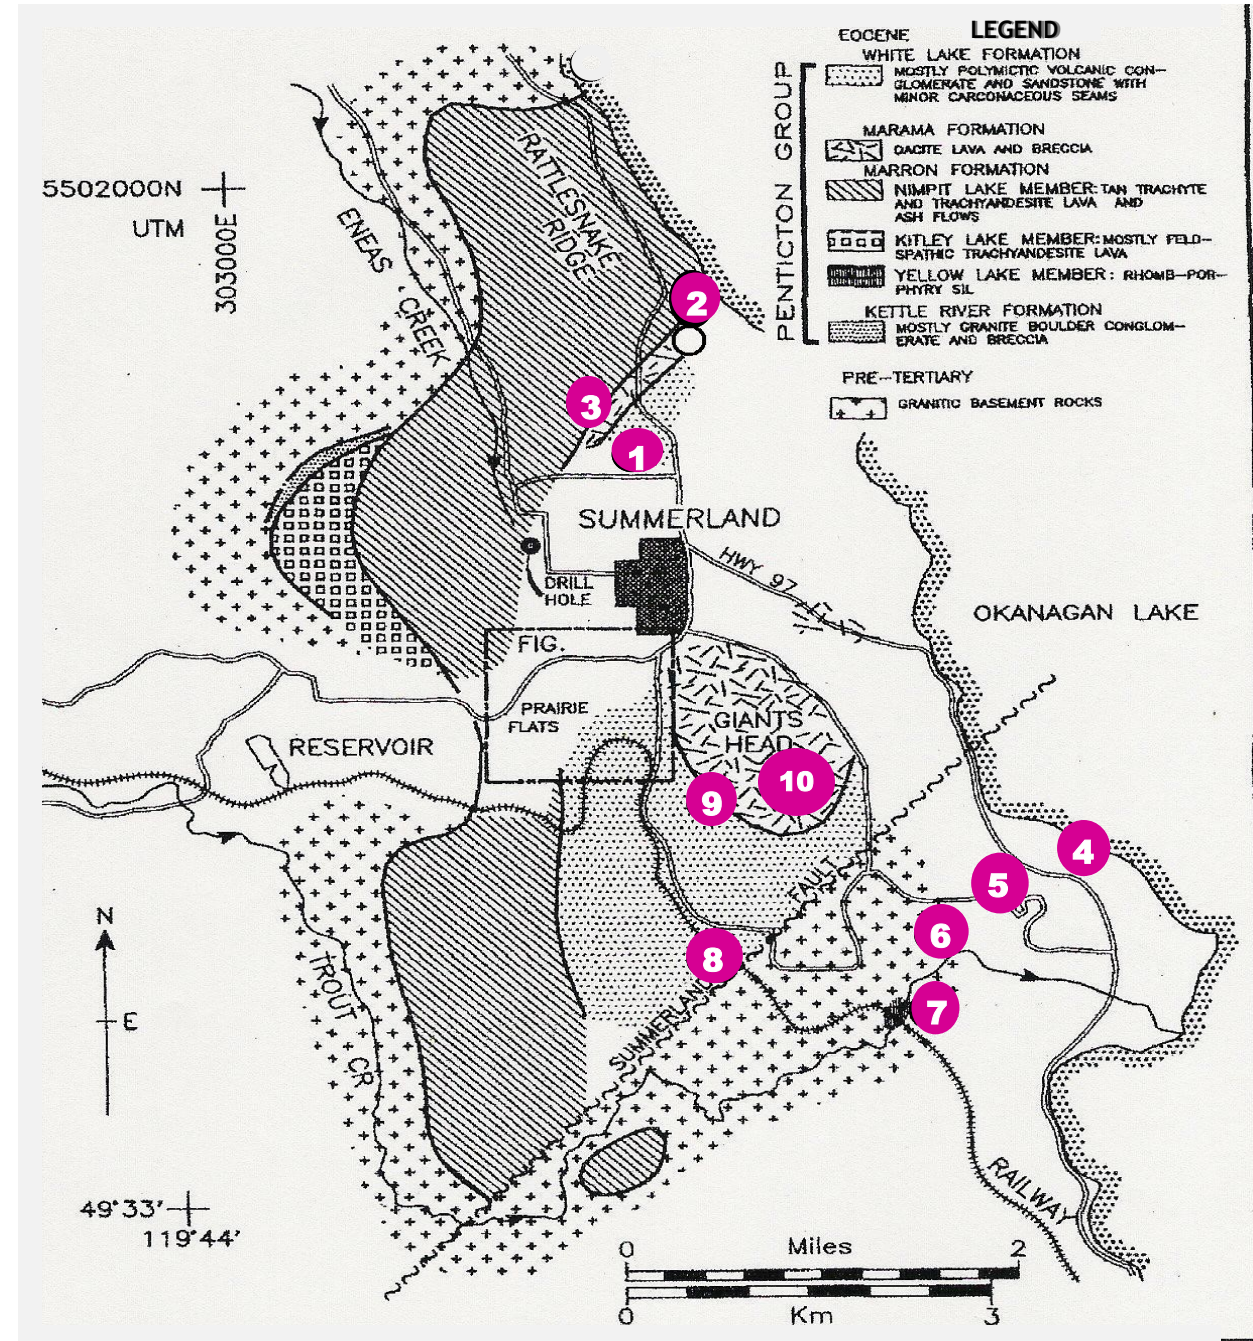 LEGEND
EOCENE
WHITE LAKE FORMATION
MOSTLY POLYMICTIC VOLCANIC CON-
GLOMERATE AND SANDSTONE WITH
MINOR CARCONACEOUS SEAMS
MARAMA FORMATION
DACITE LAVA AND BRECCIA
MARRON FORMATION
NIMPIT LAKE MEMBER: TAN TRACHYTE
AND TRACHYANDESITE LAVA AND
ASH FLOWS
KITLEY LAKE MEMBER: MOSTLY FELD-
SPATHIC TRACHYANDESITE LAVA
YELLOW LAKE MEMBER: RHOMB-POR-
PHYRY SIL
KETTLE RIVER FORMATION
MOSTLY GRANITE BOULDER CONGLOM-
ERATE AND BRECCIA
PENTICTON GROUP
PRE-TERTIARY
GRANITIC BASEMENT ROCKS
5502000N
UTM
303000E
RATTLESNAKE
RIDGE
ENEAS
CREEK
2
3
1
SUMMERLAND
HWY 97
DRILL
HOLE
OKANAGAN LAKE
FIG.
PRAIRIE
FLATS
GIANTS
HEAD
RESERVOIR
10
9
4
5
FAULT
6
8
7
SUMMERLAND
N
E
TROUT
CR
RAILWAY
49°33'
119°44'
0 Miles 2
0 Km 3